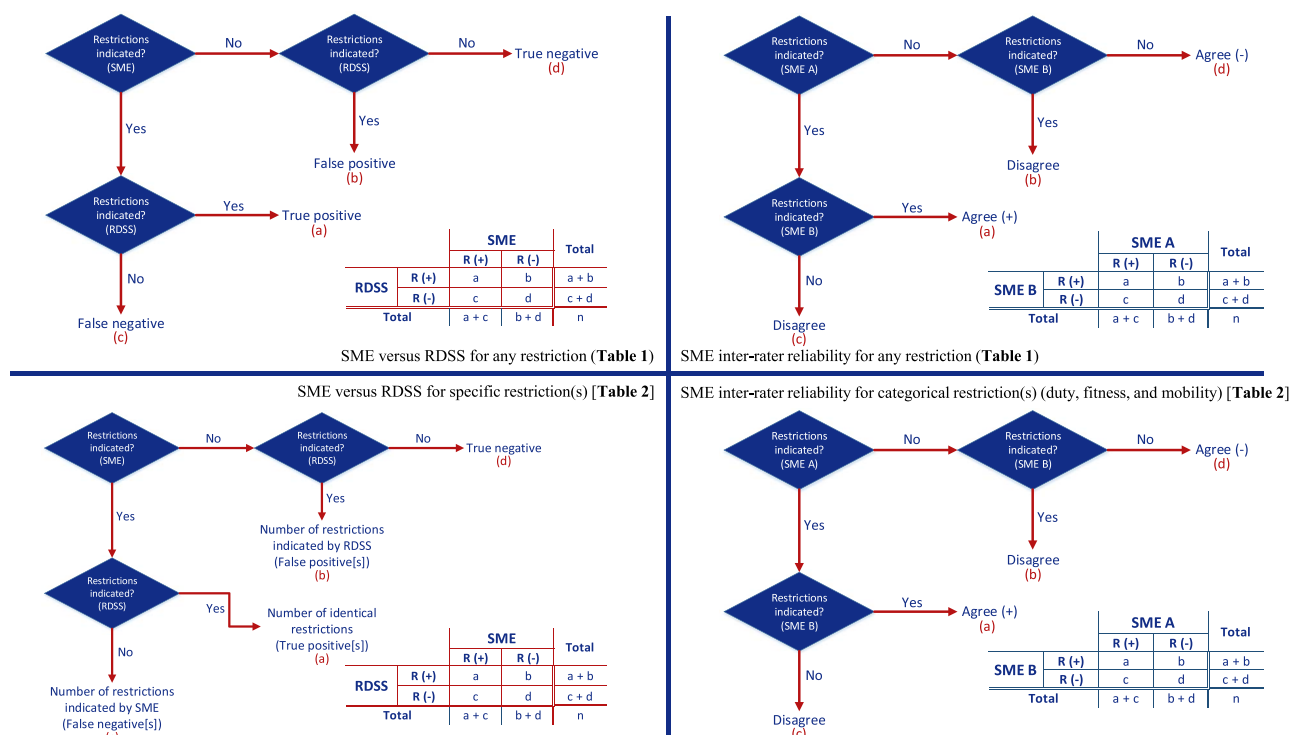 Restrictions
indicated?
(SME)
No
Restrictions
indicated?
(RDSS)
No
True negative
(d)
Yes
Yes
False positive
(b)
Restrictions
indicated?
(RDSS)
Yes
True positive
(a)
No
False negative
(c)
SME
Total
R (+)
R (-)
RDSS
R (+)
a
b
a + b
R (-)
c
d
c + d
Total
a + c
b + d
n
SME versus RDSS for any restriction (Table 1)
Restrictions
indicated?
(SME A)
No
Restrictions
indicated?
(SME B)
No
Agree (-)
(d)
Yes
Yes
Disagree
(b)
Restrictions
indicated?
(SME B)
Yes
Agree (+)
(a)
No
Disagree
(c)
SME A
Total
R (+)
R (-)
SME B
R (+)
a
b
a + b
R (-)
c
d
c + d
Total
a + c
b + d
n
SME inter-rater reliability for any restriction (Table 1)
SME versus RDSS for specific restriction(s) [Table 2]
Restrictions
indicated?
(SME)
No
Restrictions
indicated?
(RDSS)
No
True negative
(d)
Yes
Yes
Number of restrictions
indicated by RDSS
(False positive[s])
(b)
Restrictions
indicated?
(RDSS)
Yes
Number of identical
restrictions
(True positive[s])
(a)
No
Number of restrictions
indicated by SME
(False negative[s])
(c)
SME
Total
R (+)
R (-)
RDSS
R (+)
a
b
a + b
R (-)
c
d
c + d
Total
a + c
b + d
n
SME inter-rater reliability for categorical restriction(s) (duty, fitness, and mobility) [Table 2]
Restrictions
indicated?
(SME A)
No
Restrictions
indicated?
(SME B)
No
Agree (-)
(d)
Yes
Yes
Disagree
(b)
Restrictions
indicated?
(SME B)
Yes
Agree (+)
(a)
No
Disagree
(c)
SME A
Total
R (+)
R (-)
SME B
R (+)
a
b
a + b
R (-)
c
d
c + d
Total
a + c
b + d
n